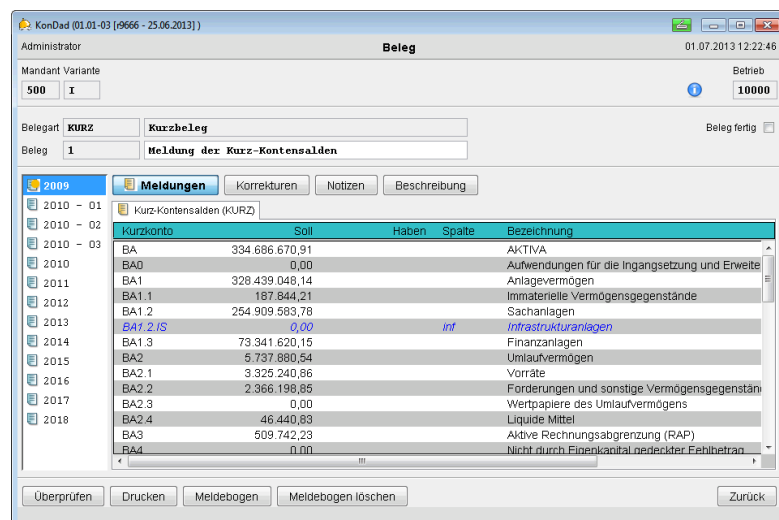 KonDad (01.01-03 [r9666 - 25.06.2013] )
Administrator Beleg 01.07.2013 12:22:46
Mandant Variante Betrieb
500 I 10000
Belegart KURZ Kurzbeleg Beleg fertig
Beleg 1 Meldung der Kurz-Kontensalden
2009
2010 - 01
2010 - 02
2010 - 03
2010
2011
2012
2013
2014
2015
2016
2017
2018
Meldungen Korrekturen Notizen Beschreibung
Kurz-Kontensalden (KURZ)
Kurzkonto Soll Haben Spalte Bezeichnung
BA 334.686.670,91 AKTIVA
BA0 0,00 Aufwendungen für die Ingangsetzung und Erweite
BA1 328.439.048,14 Anlagevermögen
BA1.1 187.844,21 Immaterielle Vermögensgegenstände
BA1.2 254.909.583,78 Sachanlagen
BA1.2.IS 0,00 inf Infrastrukturanlagen
BA1.3 73.341.620,15 Finanzanlagen
BA2 5.737.880,54 Umlaufvermögen
BA2.1 3.325.240,86 Vorräte
BA2.2 2.366.198,85 Forderungen und sonstige Vermögensgegenstän
BA2.3 0,00 Wertpapiere des Umlaufvermögens
BA2.4 46.440,83 Liquide Mittel
BA3 509.742,23 Aktive Rechnungsabgrenzung (RAP)
BA4 0,00 Nicht durch Eigenkapital gedeckter Fehlbetrag
Überprüfen Drucken Meldebogen Meldebogen löschen Zurück